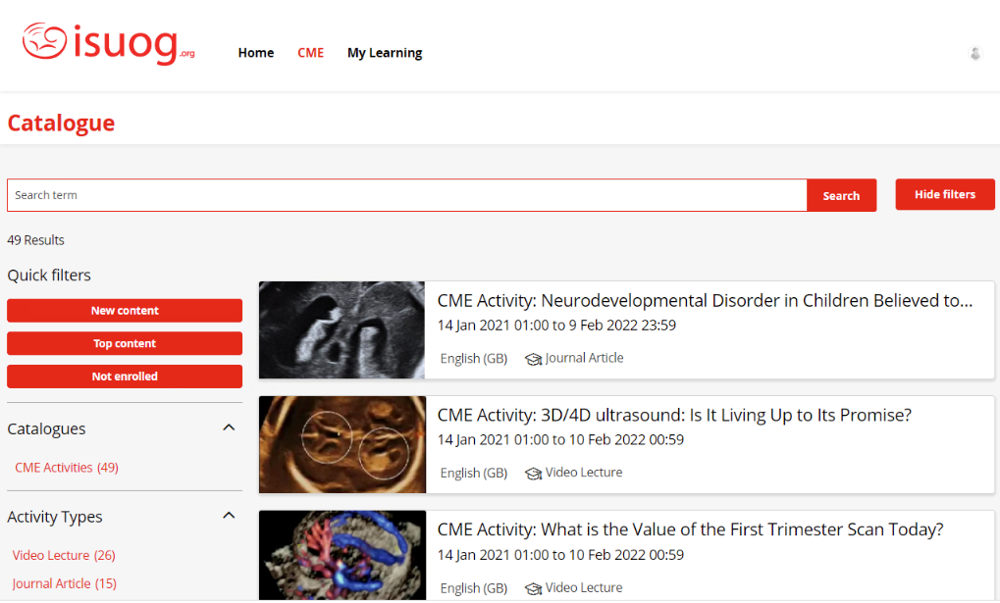 isuog.org
Home CME My Learning
Catalogue
Search term Search Hide filters
49 Results
Quick filters
New content
Top content
Not enrolled
Catalogues
CME Activities (49)
Activity Types
Video Lecture (26)
Journal Article (15)
CME Activity: Neurodevelopmental Disorder in Children Believed to...
14 Jan 2021 01:00 to 9 Feb 2022 23:59
English (GB) Journal Article
CME Activity: 3D/4D ultrasound: Is It Living Up to Its Promise?
14 Jan 2021 01:00 to 10 Feb 2022 00:59
English (GB) Video Lecture
CME Activity: What is the Value of the First Trimester Scan Today?
14 Jan 2021 01:00 to 10 Feb 2022 00:59
English (GB) Video Lecture